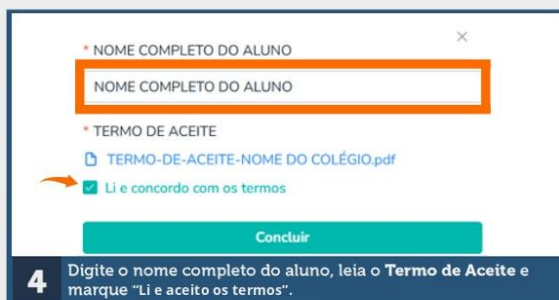 * NOME COMPLETO DO ALUNO
NOME COMPLETO DO ALUNO
* TERMO DE ACEITE
TERMO-DE-ACEITE-NOME DO COLÉGIO.pdf
Li e concordo com os termos
Concluir
4
Digite o nome completo do aluno, leia o Termo de Aceite e
marque "Li e aceito os termos".